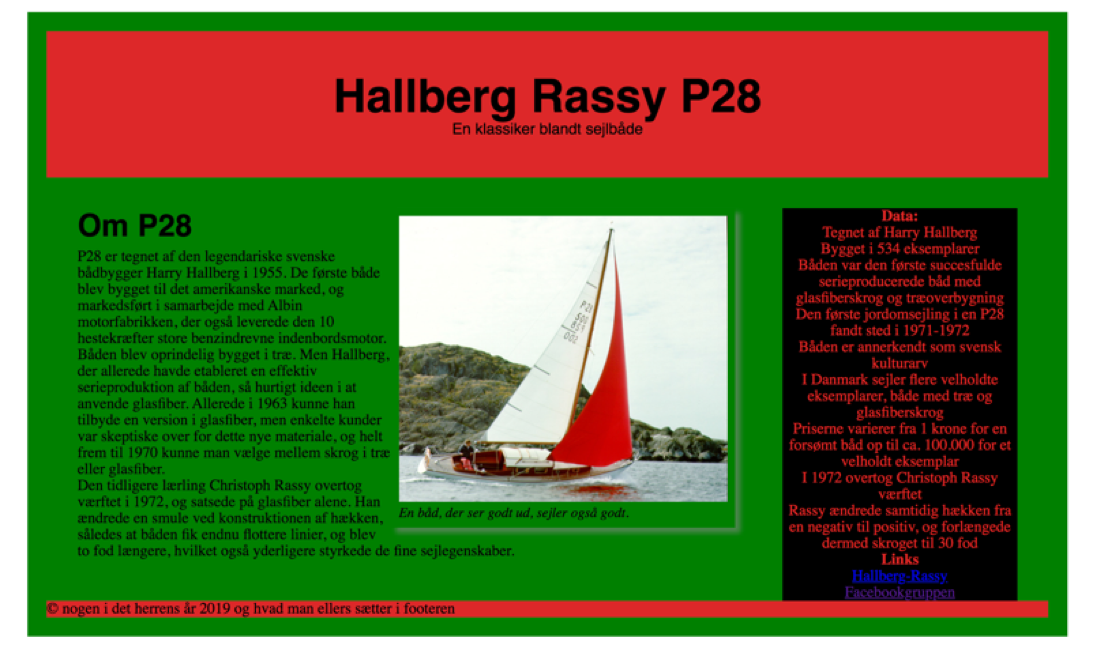 Hallberg Rassy P28
En klassiker blandt sejlbåde
Om P28
P28 er tegnet af den legendariske svenske
bådbygger Harry Hallberg i 1955. De første både
blev bygget til det amerikanske marked, og
markedsført i samarbejde med Albin
motorfabrikken, der også leverede den 10
hestekræfter store benzindrevne indenbordsmotor.
Båden blev oprindelig bygget i træ. Men Hallberg,
der allerede havde etableret en effektiv
serieproduktion af båden, så hurtigt ideen i at
anvende glasfiber. Allerede i 1963 kunne han
tilbyde en version i glasfiber, men enkelte kunder
var skeptiske over for dette nye materiale, og helt
frem til 1970 kunne man vælge mellem skrog i træ
eller glasfiber.
Den tidligere lærling Christoph Rassy overtog
værftet i 1972, og satsede på glasfiber alene. Han
ændrede en smule ved konstruktionen af hækken,
således at båden fik endnu flottere linier, og blev
to fod længere, hvilket også yderligere styrkede de fine sejlegenskaber.
P28
En båd, der ser godt ud, sejler også godt.
Data:
Tegnet af Harry Hallberg
Bygget i 534 eksemplarer
Båden var den første succesfulde
serieproducerede båd med
glasfiberskrog og træoverbygning
Den første jordomsejling i en P28
fandt sted i 1971-1972
Båden er annerkendt som svensk
kulturarv
I Danmark sejler flere velholdte
eksemplarer, både med træ og
glasfiberskrog
Priserne varierer fra 1 krone for en
forsømt båd op til ca. 100.000 for et
velholdt eksemplar
I 1972 overtog Christoph Rassy
værftet
Rassy ændrede samtidig hækken fra
en negativ til positiv, og forlængede
dermed skroget til 30 fod
Links
Hallberg-Rassy
Facebookgruppen
© nogen i det herrens år 2019 og hvad man ellers sætter i footeren